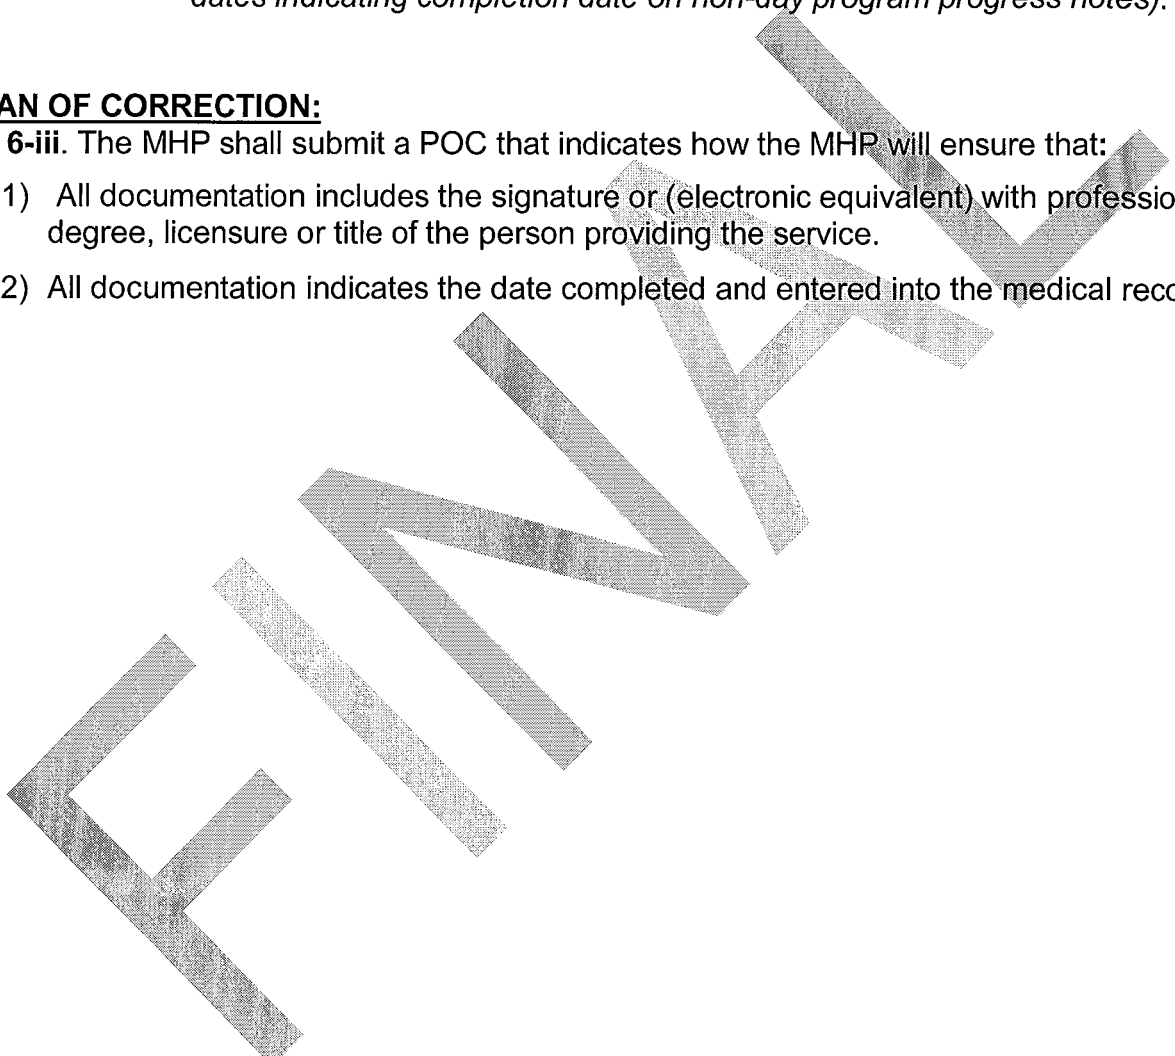 dates indicating completion date on non-day program progress notes).
AN OF CORRECTION:
6-iii. The MHP shall submit a POC that indicates how the MHP will ensure that:
1) All documentation includes the signature or (electronic equivalent) with professio
degree, licensure or title of the person providing the service.
2) All documentation indicates the date completed and entered into the medical reco
FINAL